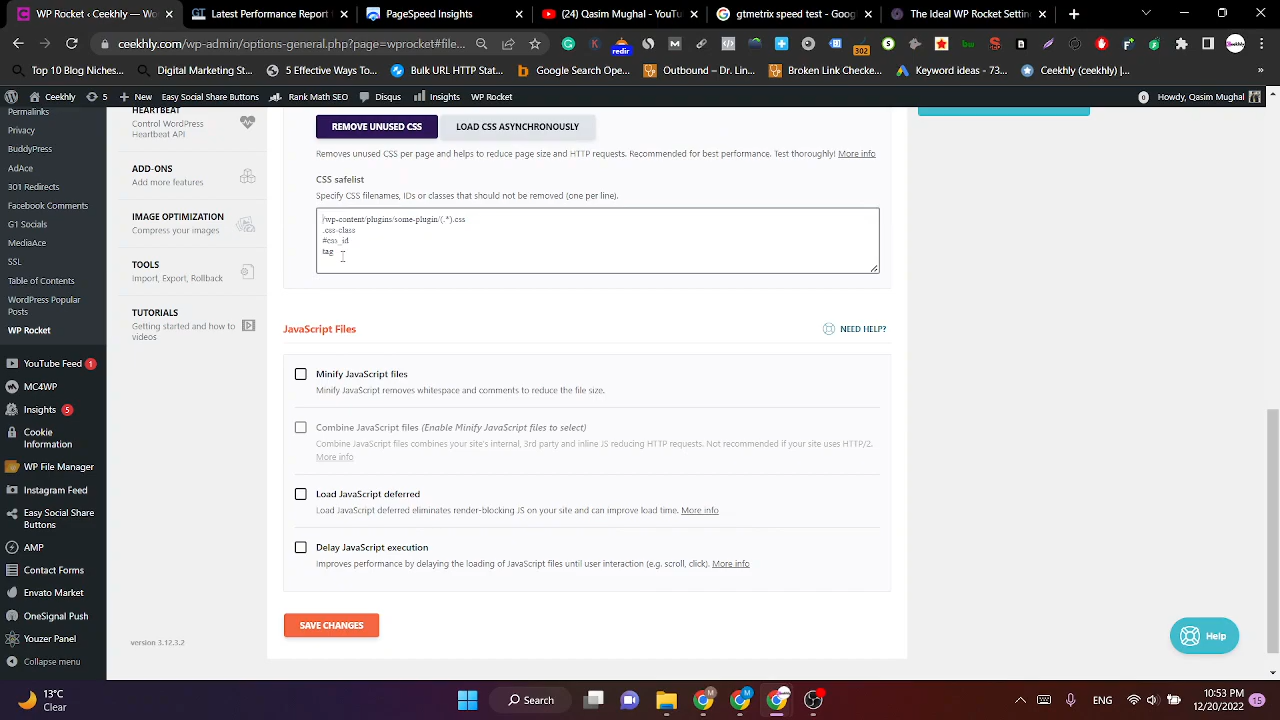 Ceekhly (MC) — Wor
Latest Performance Report
PageSpeed Insights
(24) Qasim Mughal - YouTube
gtmetrix speed test - Goog
The Ideal WP Rocket Settin
ceekhly.com/wp-admin/options-general.php?page=wprocket#file...
redir
302
Top 10 Blog Niches...
Digital Marketing Str...
5 Effective Ways To...
Bulk URL HTTP Stat...
Google Search Oper...
Outbound – Dr. Lin...
Broken Link Checke...
Keyword ideas - 73...
Ceekhly (@ceekhly)...
»
Ceekhly
5
New
Easy Social Share Buttons
Rank Math SEO
Disqus
Insights
WP Rocket
0
Howdy, Qasim Mughal
Permalinks
Privacy
BuddyPress
AdAce
301 Redirects
Comments
G1 Socials
MediaAce
SSL
Table of Contents
WordPress Popular
Posts
WP Rocket
YouTube Feed 1
MC4WP
Insights 5
Cookie
Information
WP File Manager
Instagram Feed
Easy Social Share
Buttons
AMP
Contact Forms
Envato Market
OneSignal Push
Youzer Panel
Collapse menu
HEARTBEAT
Control WordPress
Heartbeat API
ADD-ONS
Add more features
IMAGE OPTIMIZATION
Compress your images
TOOLS
Import, Export, Rollback
TUTORIALS
Getting started and how to
videos
version 3.12.3.2
REMOVE UNUSED CSS
LOAD CSS ASYNCHRONOUSLY
Removes unused CSS per page and helps to reduce page size and HTTP requests. Recommended for best performance. Test thoroughly! More info
CSS safelist
Specify CSS filenames, IDs or classes that should not be removed (one per line).
/wp-content/plugins/some-plugin/(.*).css
.css-class
#css_id
tag
JavaScript Files
NEED HELP?
Minify JavaScript files
Minify JavaScript removes whitespace and comments to reduce the file size.
Combine JavaScript files (Enable Minify JavaScript files to select)
Combine JavaScript files combines your site's internal, 3rd party and inline JS reducing HTTP requests. Not recommended if your site uses HTTP/2.
More info
Load JavaScript deferred
Load JavaScript deferred eliminates render-blocking JS on your site and can improve load time. More info
Delay JavaScript execution
Improves performance by delaying the loading of JavaScript files until user interaction (e.g. scroll, click). More info
SAVE CHANGES
Help
13°C
Clear
Search
ENG
10:53 PM
12/20/2022
15